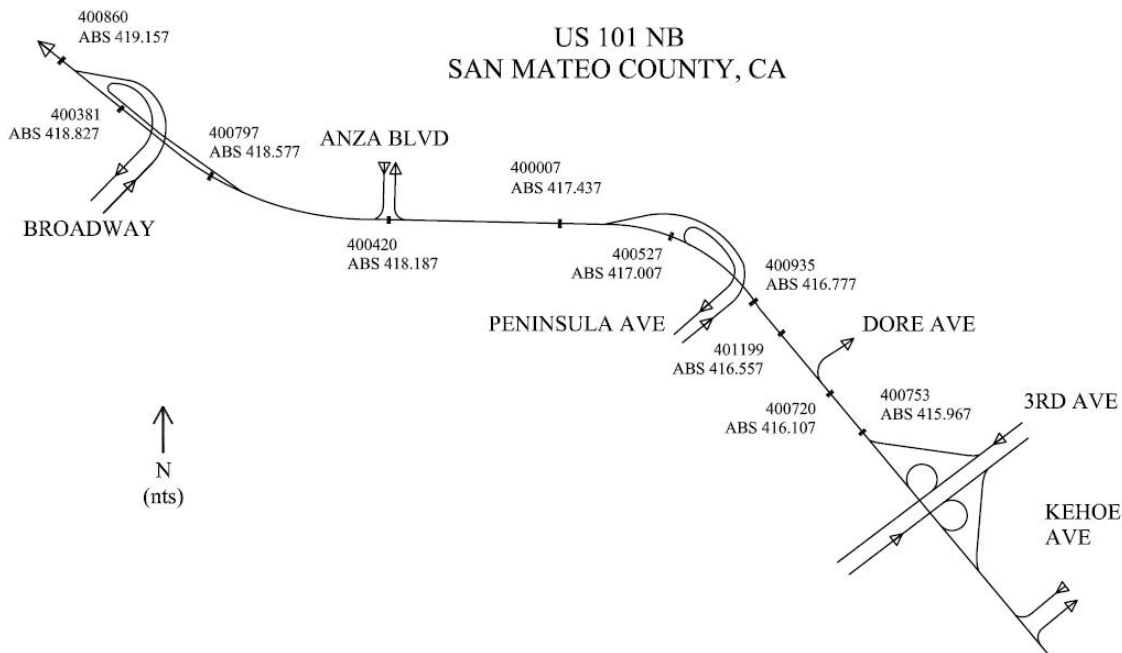 400860
ABS 419.157
US 101 NB
SAN MATEO COUNTY, CA
400381
ABS 418.827
400797
ABS 418.577
ANZA BLVD
400007
ABS 417.437
BROADWAY
400420
ABS 418.187
400527
ABS 417.007
400935
ABS 416.777
PENINSULA AVE
DORE AVE
401199
ABS 416.557
400720
ABS 416.107
400753
ABS 415.967
3RD AVE
N
(nts)
KEHOE
AVE